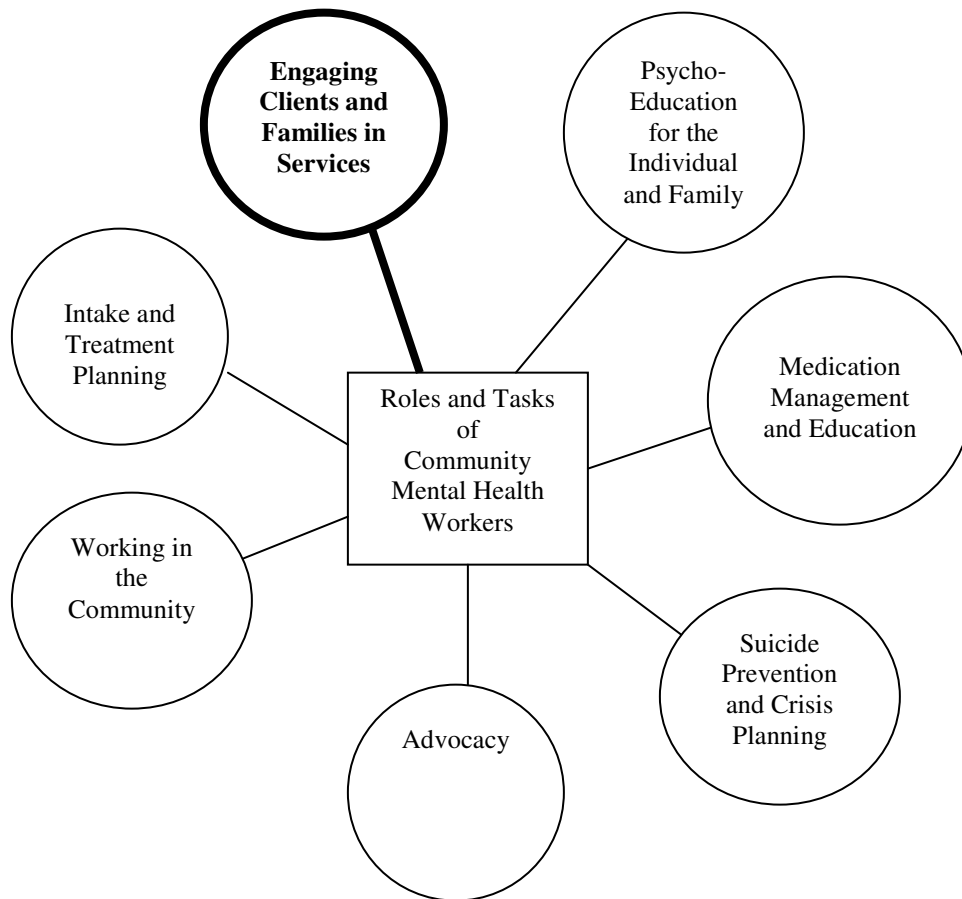 Engaging
Clients and
Families in
Services
Psycho-
Education
for the
Individual
and Family
Intake and
Treatment
Planning
Roles and Tasks
of
Community
Mental Health
Workers
Medication
Management
and Education
Working in
the
Community
Suicide
Prevention
and Crisis
Planning
Advocacy